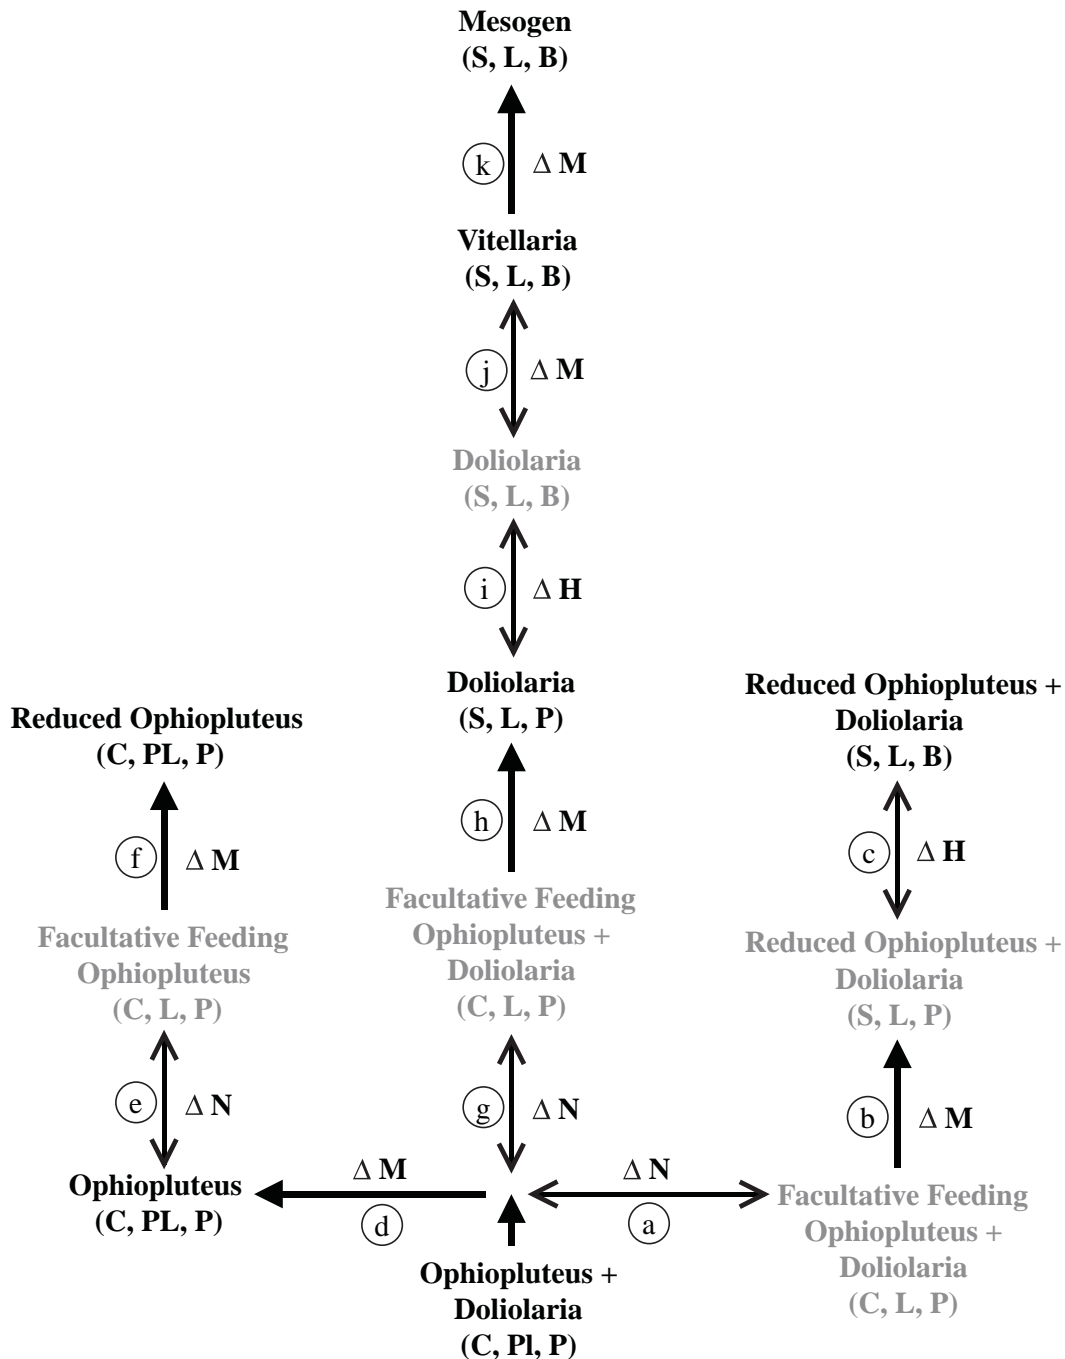 Mesogen
(S, L, B)
k
Δ M
Vitellaria
(S, L, B)
j
Δ M
Doliolaria
(S, L, B)
i
Δ H
Doliolaria
(S, L, P)
Reduced Ophiopluteus
(C, PL, P)
Reduced Ophiopluteus +
Doliolaria
(S, L, B)
f
Δ M
h
Δ M
c
Δ H
Facultative Feeding
Ophiopluteus
(C, L, P)
Facultative Feeding
Ophiopluteus +
Doliolaria
(C, L, P)
Reduced Ophiopluteus +
Doliolaria
(S, L, P)
e
Δ N
g
Δ N
b
Δ M
Ophiopluteus
(C, PL, P)
Δ M
d
Δ N
a
Facultative Feeding
Ophiopluteus +
Doliolaria
(C, L, P)
Ophiopluteus +
Doliolaria
(C, Pl, P)